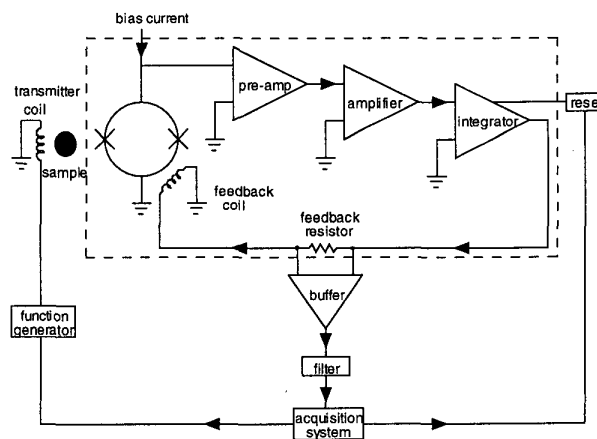 bias current
transmitter
coil
sample
pre-amp
amplifier
integrator
rese
feedback
coil
feedback
resistor
buffer
function
generator
filter
acquisition
system